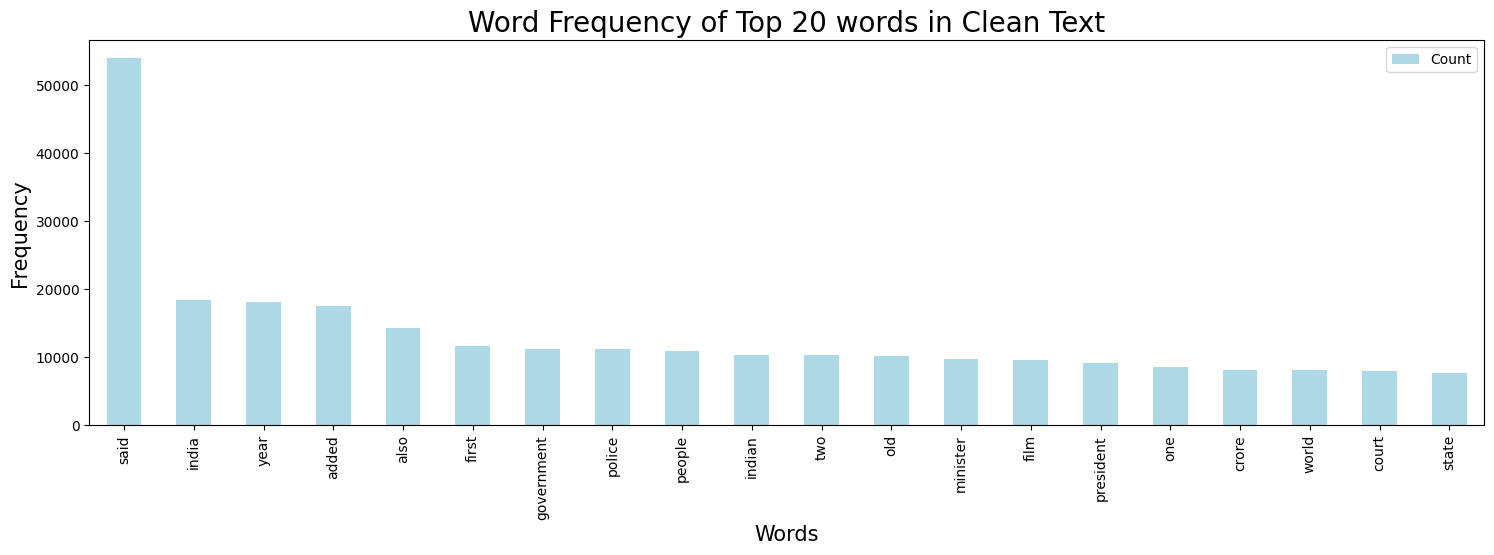 Word Frequency of Top 20 words in Clean Text
Count
Frequency
50000
40000
30000
20000
10000
0
said
india
year
added
also
first
government
police
people
indian
two
old
minister
film
president
one
crore
world
court
state
Words